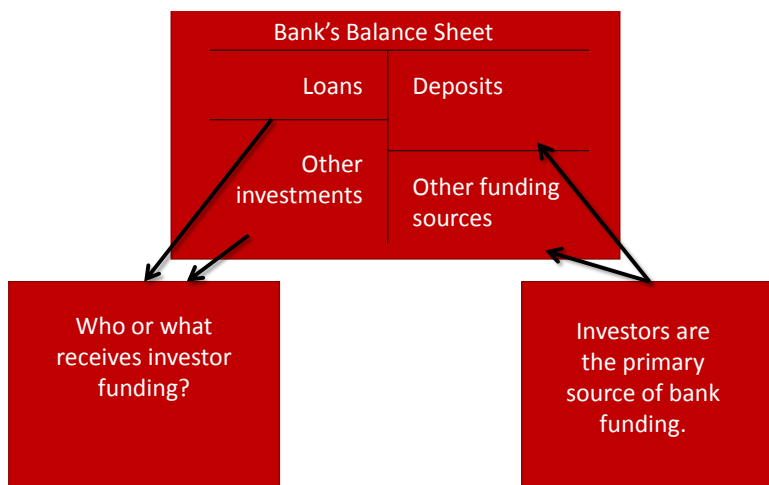 Bank's Balance Sheet
Loans
Deposits
Other
investments
Other funding
sources
Who or what
receives investor
funding?
Investors are
the primary
source of bank
funding.